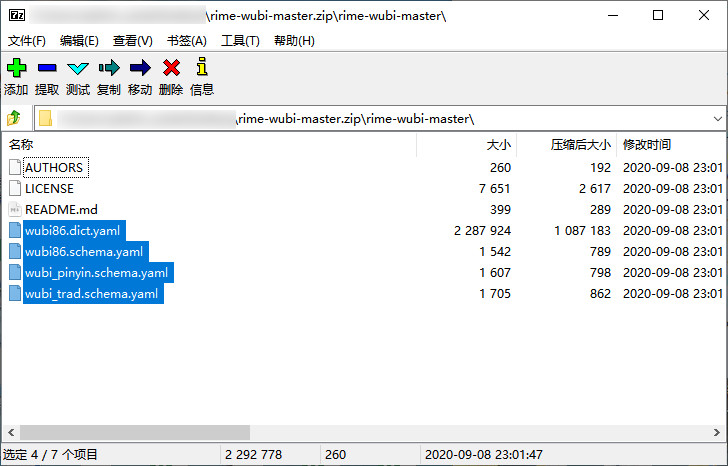 7z \rime-wubi-master.zip\rime-wubi-master\
文件(F) 编辑(E) 查看(V) 书签(A) 工具(T) 帮助(H)
添加 提取 测试 复制 移动 删除 信息
\rime-wubi-master.zip\rime-wubi-master\
名称 大小 压缩后大小 修改时间
AUTHORS 260 192 2020-09-08 23:01
LICENSE 7 651 2 617 2020-09-08 23:01
README.md 399 289 2020-09-08 23:01
wubi86.dict.yaml 2 287 924 1 087 183 2020-09-08 23:01
wubi86.schema.yaml 1 542 789 2020-09-08 23:01
wubi_pinyin.schema.yaml 1 607 798 2020-09-08 23:01
wubi_trad.schema.yaml 1 705 862 2020-09-08 23:01
选定 4 / 7 个项目 2 292 778 260 2020-09-08 23:01:47